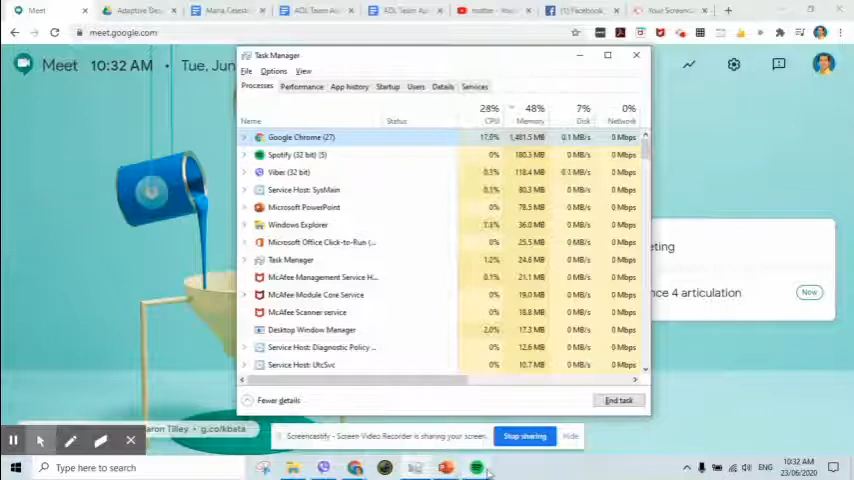 Meet
Adaptive Des
Maria Celest
ADL Team A
ADL Team A
matter - You
(1) Facebook
Your Screenc
meet.google.com
Meet 10:32 AM Tue, Jun
Task Manager
File Options View
Processes Performance App history Startup Users Details Services
28% 48% 7% 0%
Name Status CPU Memory Disk Network
Google Chrome (27) 17.6% 1,481.5 MB 0.1 MB/s 0 Mbps
Spotify (32 bit) (5) 0% 180.3 MB 0 MB/s 0 Mbps
Viber (32 bit) 0.1% 118.4 MB 0.1 MB/s 0 Mbps
Service Host: SysMain 0.1% 80.3 MB 0 MB/s 0 Mbps
Microsoft PowerPoint 0% 78.5 MB 0 MB/s 0 Mbps
Windows Explorer 36.0 MB 0 MB/s 0 Mbps
Microsoft Office Click-to-Run (... 0% 25.5 MB 0 MB/s 0 Mbps
Task Manager 1.2% 24.6 MB 0 MB/s 0 Mbps
McAfee Management Service H... 0.1% 21.1 MB 0 MB/s 0 Mbps
McAfee Module Core Service 0% 19.0 MB 0 MB/s 0 Mbps
McAfee Scanner service 0% 18.8 MB 0 MB/s 0 Mbps
Desktop Window Manager 2.0% 17.3 MB 0 MB/s 0 Mbps
Service Host: Diagnostic Policy ... 0% 12.6 MB 0 MB/s 0 Mbps
Service Host: UtcSvc 0% 10.7 MB 0 MB/s 0 Mbps
Fewer details End task
eting
nce 4 articulation Now
aron Tilley • g.co/kbata
Screencastify - Screen Video Recorder is sharing your screen. Stop sharing Hide
Type here to search
ENG
10:32 AM
23/06/2020